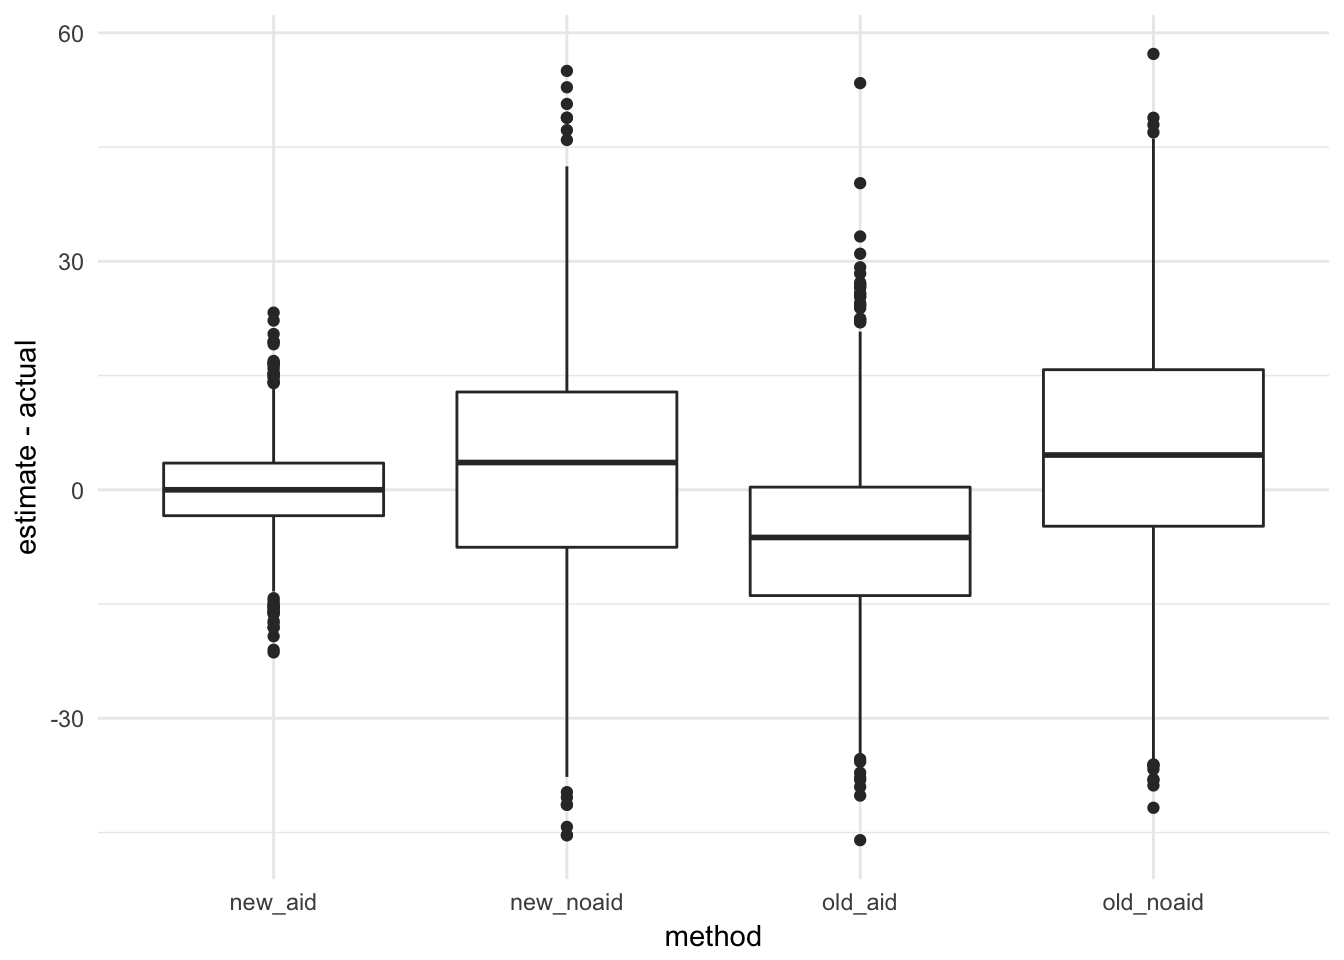 60
30
0
-30
estimate - actual
new_aid
new_noaid
old_aid
old_noaid
method